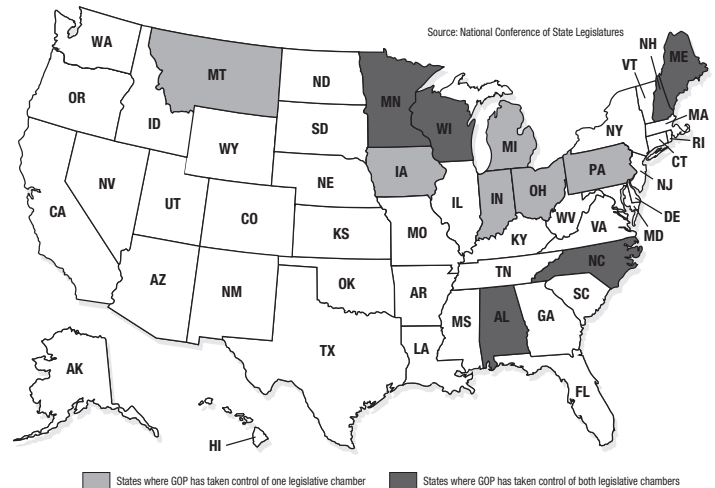 Source: National Conference of State Legislatures
WA
NH
ME
VT
MT
ND
OR
MN
MA
ID
SD
WI
NY
RI
WY
MI
CT
PA
IA
NJ
NE
OH
NV
IN
IL
DE
UT
CO
WV
VA
MD
CA
KS
MO
KY
NC
TN
AZ
OK
NM
AR
SC
MS
AL
GA
TX
LA
AK
FL
HI
States where GOP has taken control of one legislative chamber
States where GOP has taken control of both legislative chambers